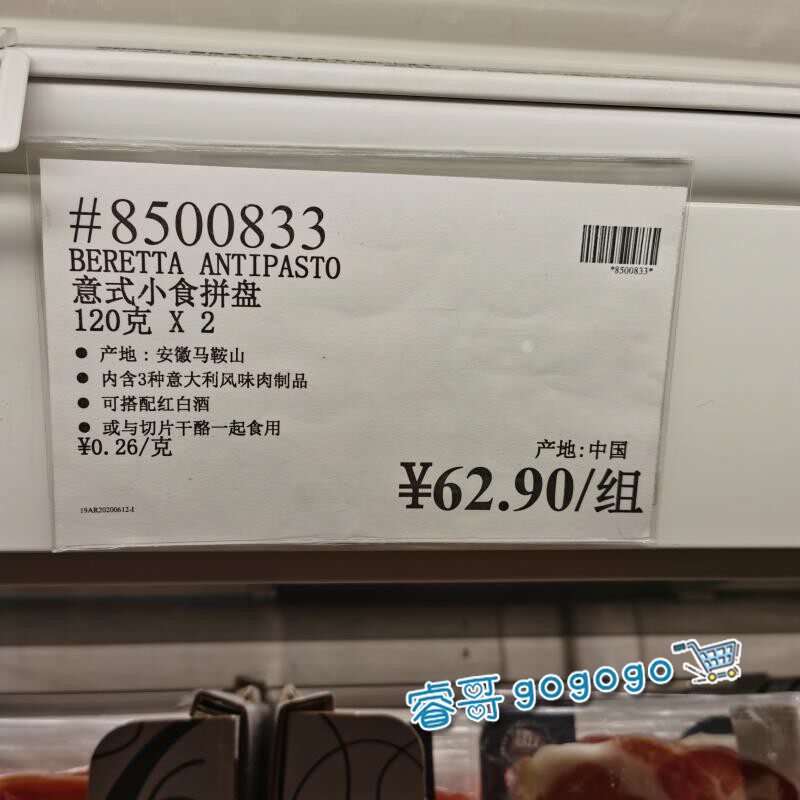 #8500833
BERETTA ANTIPASTO
意式小食拼盘
120克 X 2
● 产地：安徽马鞍山
● 内含3种意大利风味肉制品
● 可搭配红白酒
● 或与切片干酪一起食用
¥0.26/克
*8500833*
产地:中国
¥62.90/组
19AR20200612-1
睿哥gogogo